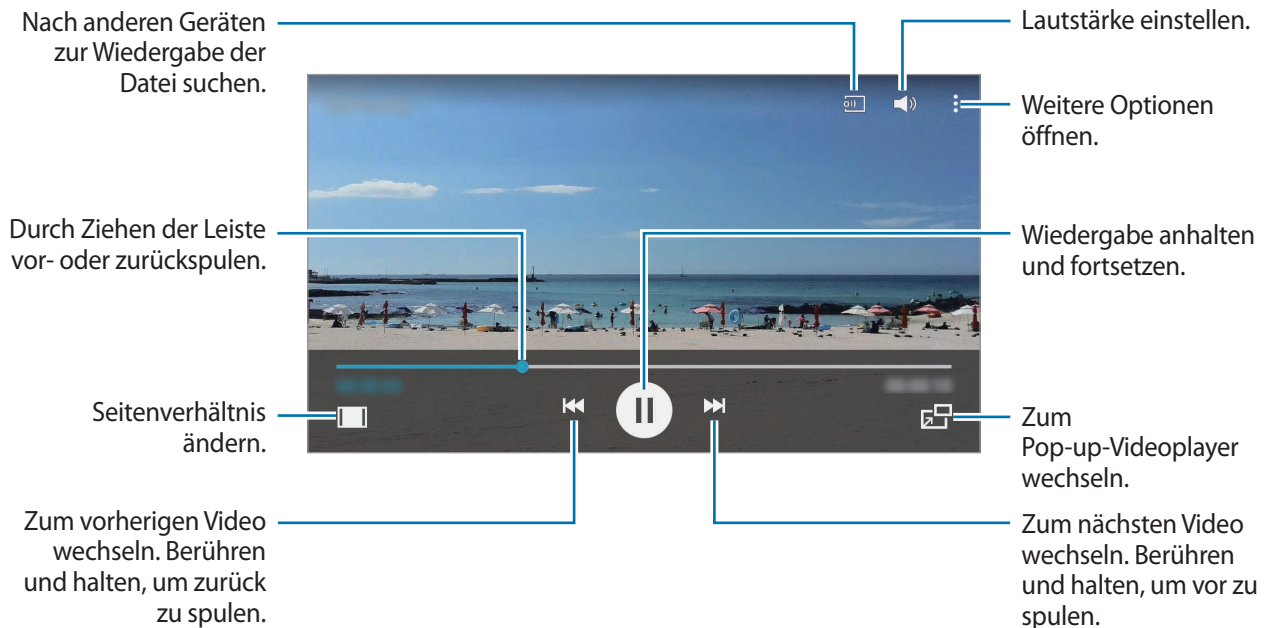 Nach anderen Geräten
zur Wiedergabe der
Datei suchen.
Lautstärke einstellen.
Weitere Optionen
öffnen.
Durch Ziehen der Leiste
vor- oder zurückspulen.
Wiedergabe anhalten
und fortsetzen.
Seitenverhältnis
ändern.
Zum
Pop-up-Videoplayer
wechseln.
Zum vorherigen Video
wechseln. Berühren
und halten, um zurück
zu spulen.
Zum nächsten Video
wechseln. Berühren
und halten, um vor zu
spulen.